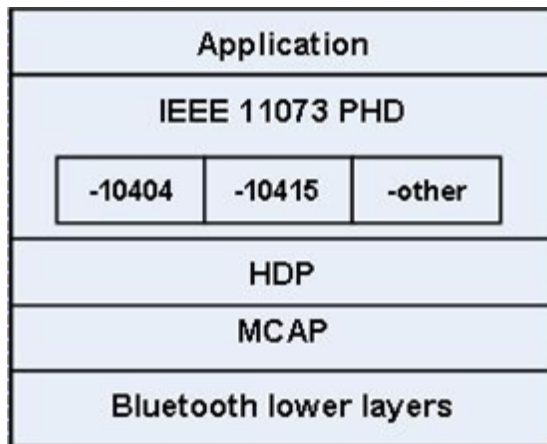 Application
IEEE 11073 PHD
-10404 -10415 -other
HDP
MCAP
Bluetooth lower layers